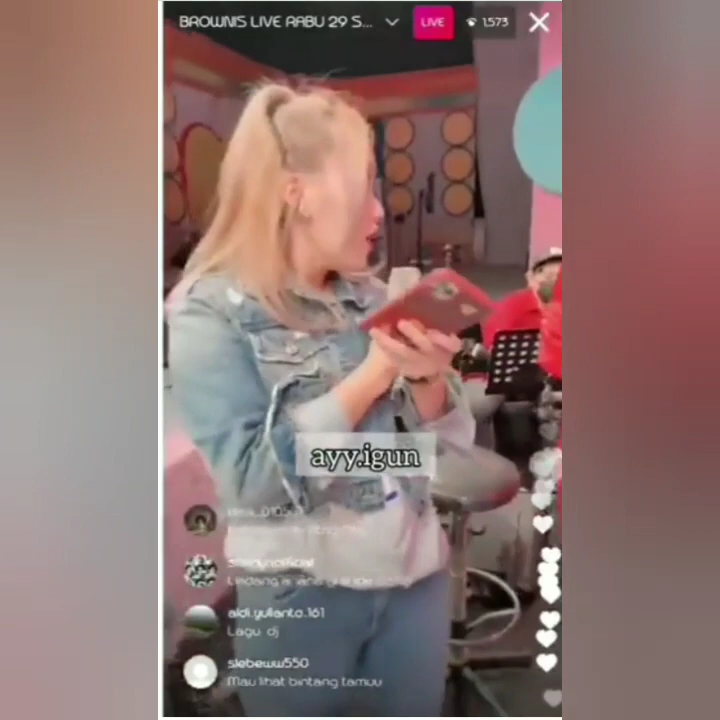 BROWNIS LIVE RABU 29 S...
LIVE
1,573
ayy.igun
aldi.yulianto.161
Lagu dj
slebeww550
Mau lihat bintang tamuu